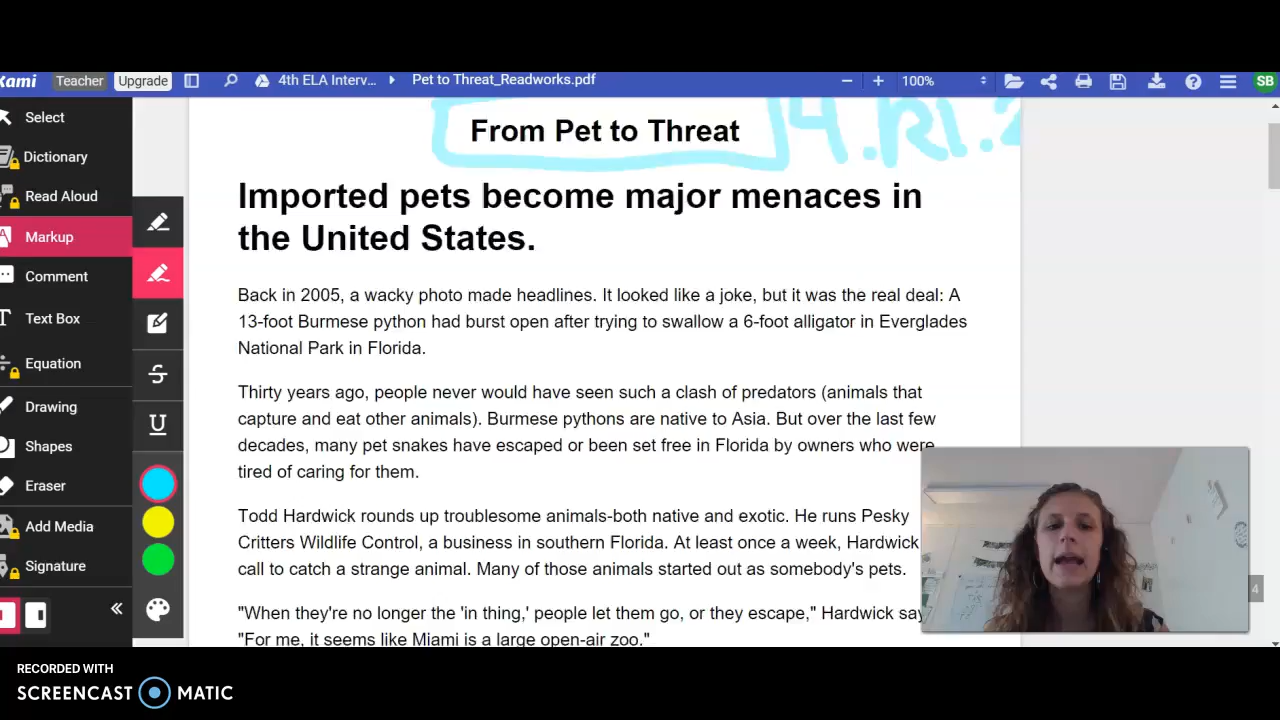 Kami Teacher Upgrade 4th ELA Interv... Pet to Threat_Readworks.pdf 100% SB
Select
Dictionary
Read Aloud
Markup
Comment
Text Box
Equation
Drawing
Shapes
Eraser
Add Media
Signature
From Pet to Threat
4.RI.2
Imported pets become major menaces in
the United States.
Back in 2005, a wacky photo made headlines. It looked like a joke, but it was the real deal: A
13-foot Burmese python had burst open after trying to swallow a 6-foot alligator in Everglades
National Park in Florida.
Thirty years ago, people never would have seen such a clash of predators (animals that
capture and eat other animals). Burmese pythons are native to Asia. But over the last few
decades, many pet snakes have escaped or been set free in Florida by owners who were
tired of caring for them.
Todd Hardwick rounds up troublesome animals-both native and exotic. He runs Pesky
Critters Wildlife Control, a business in southern Florida. At least once a week, Hardwick
call to catch a strange animal. Many of those animals started out as somebody's pets.
"When they're no longer the 'in thing,' people let them go, or they escape," Hardwick say
"For me, it seems like Miami is a large open-air zoo."
4
RECORDED WITH
SCREENCAST MATIC